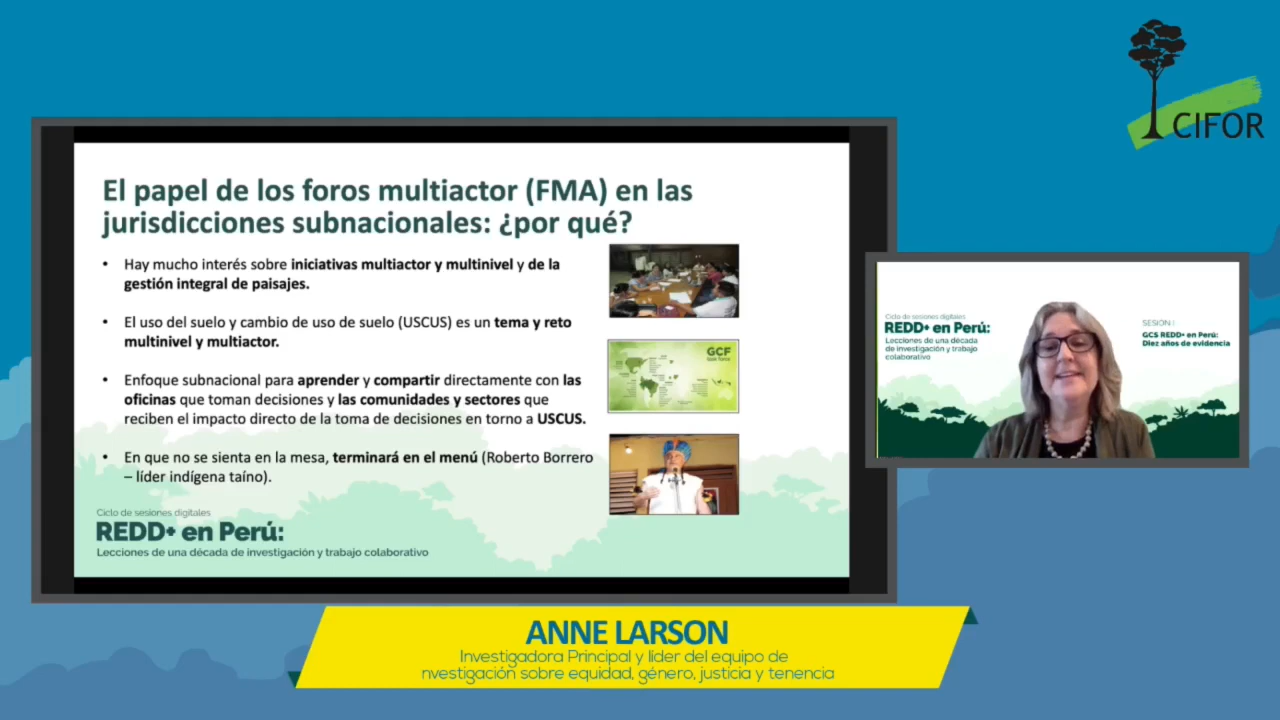 CIFOR
El papel de los foros multiactor (FMA) en las
jurisdicciones subnacionales: ¿por qué?
• Hay mucho interés sobre iniciativas multiactor y multinivel y de la
gestión integral de paisajes.
• El uso del suelo y cambio de uso de suelo (USCUS) es un tema y reto
multinivel y multiactor.
• Enfoque subnacional para aprender y compartir directamente con las
oficinas que toman decisiones y las comunidades y sectores que
reciben el impacto directo de la toma de decisiones en torno a USCUS.
• En que no se sienta en la mesa, terminará en el menú (Roberto Borrero
– líder indígena taíno).
GCF
Ciclo de sesiones digitales
REDD+ en Perú:
Lecciones de una década de investigación y trabajo colaborativo
Ciclo de sesiones digitales
REDD+ en Perú:
Lecciones de una década
de investigación y trabajo
colaborativo
SESIÓN I:
GCS REDD+ en Perú:
Diez años de evidencia
ANNE LARSON
Investigadora Principal y líder del equipo de
nvestigación sobre equidad, género, justicia y tenencia